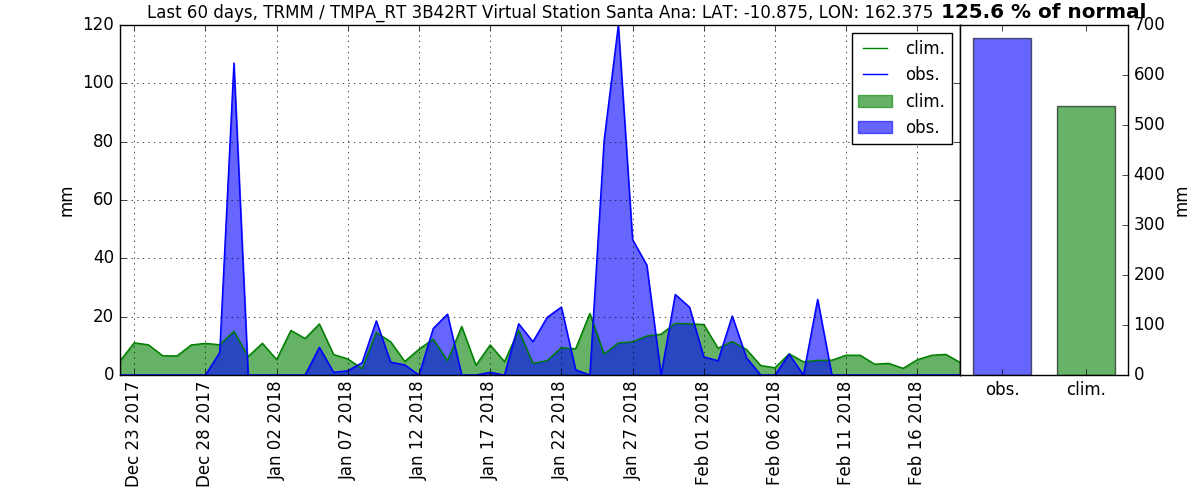 Last 60 days, TRMM / TMPA_RT 3B42RT Virtual Station Santa Ana: LAT: -10.875, LON: 162.375
125.6 % of normal
mm
120
100
80
60
40
20
0
clim.
obs.
clim.
obs.
Dec 23 2017
Dec 28 2017
Jan 02 2018
Jan 07 2018
Jan 12 2018
Jan 17 2018
Jan 22 2018
Jan 27 2018
Feb 01 2018
Feb 06 2018
Feb 11 2018
Feb 16 2018
700
600
500
400
300
200
100
0
mm
obs.
clim.